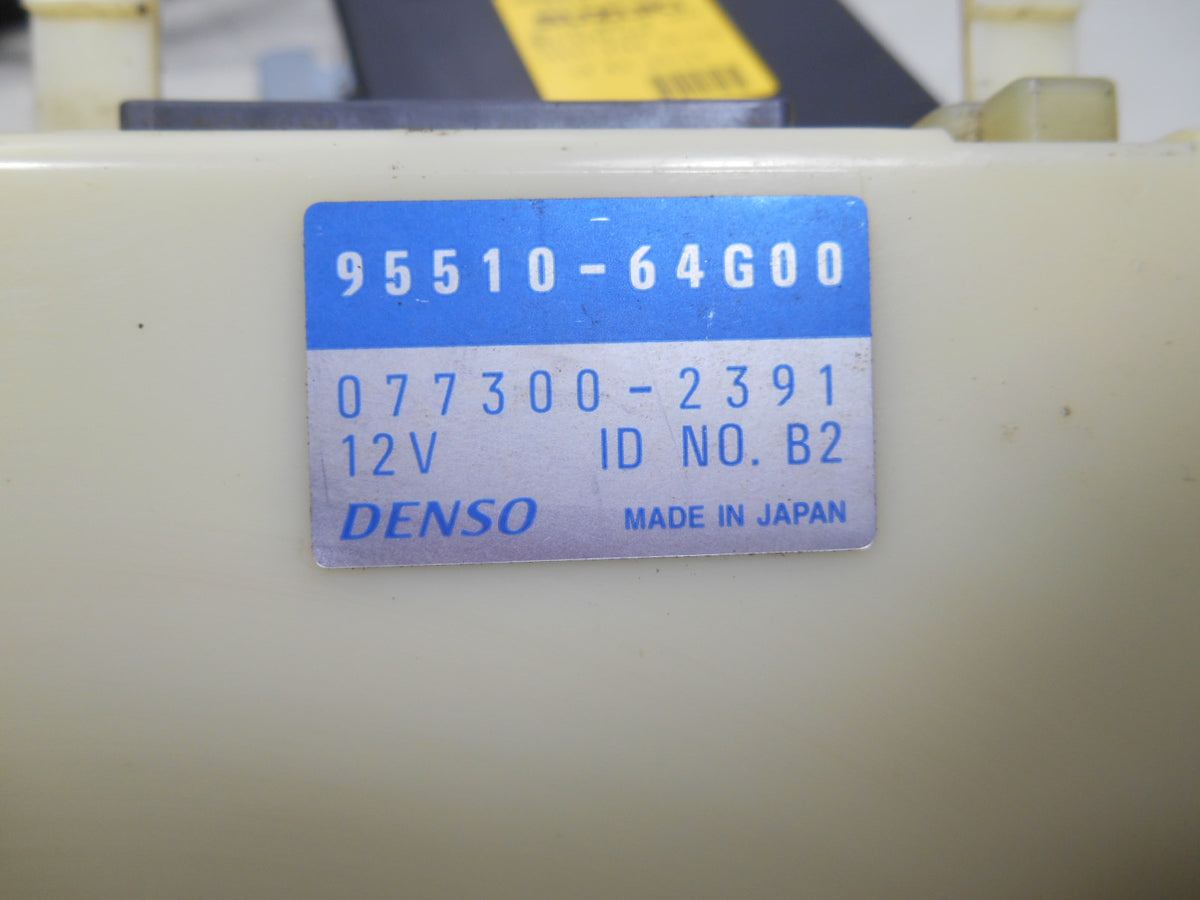 95510-64G00
077300-2391
12V ID NO. B2
DENSO MADE IN JAPAN